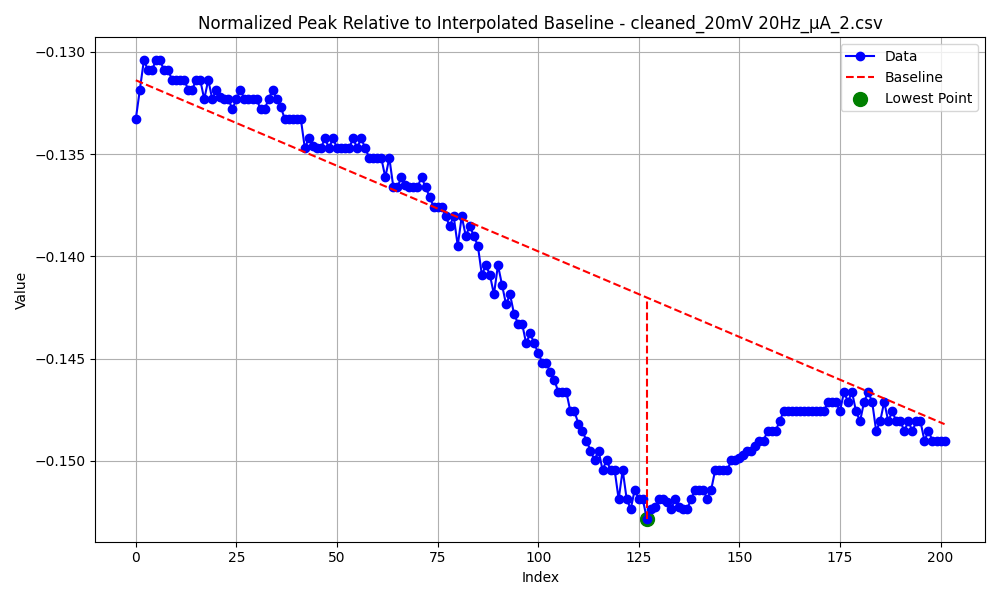 Normalized Peak Relative to Interpolated Baseline - cleaned_20mV 20Hz_μA_2.csv
Data
Baseline
Lowest Point
Value
−0.130
−0.135
−0.140
−0.145
−0.150
0 25 50 75 100 125 150 175 200
Index